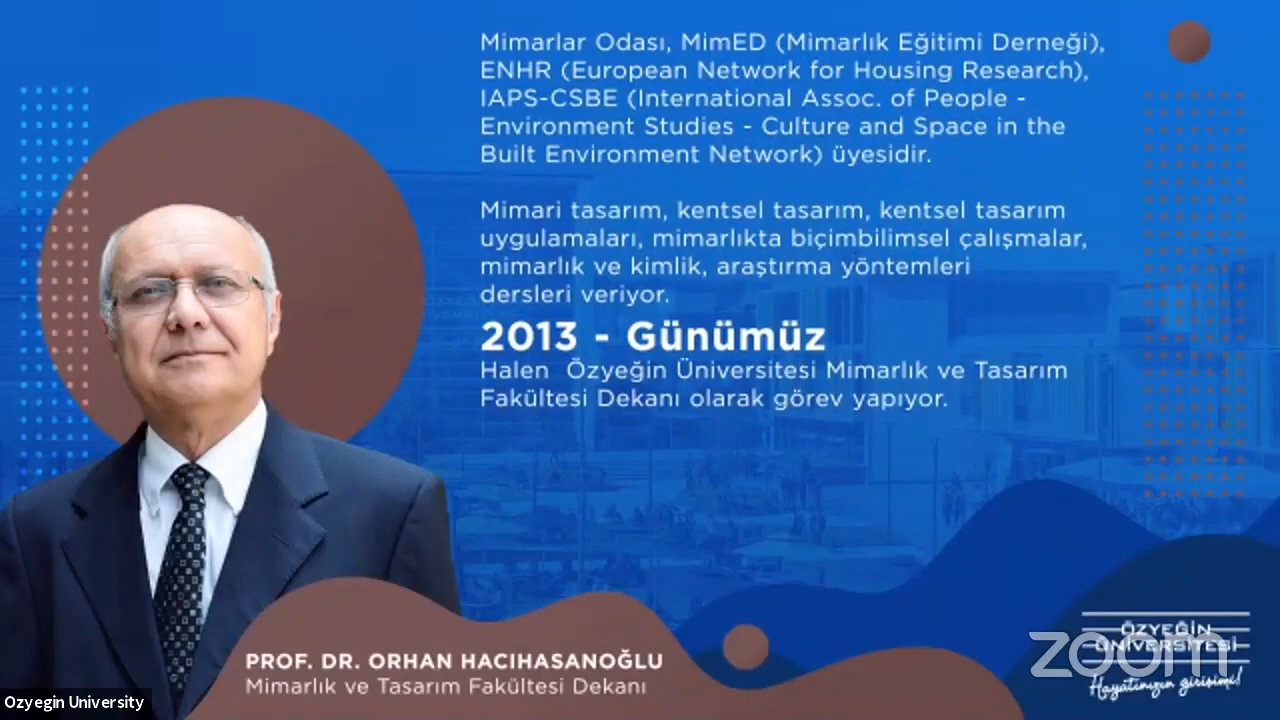 Mimarlar Odası, MimED (Mimarlık Eğitimi Derneği),
ENHR (European Network for Housing Research),
IAPS-CSBE (International Assoc. of People -
Environment Studies - Culture and Space in the
Built Environment Network) üyesidir.
Mimari tasarım, kentsel tasarım, kentsel tasarım
uygulamaları, mimarlıkta biçimbilimsel çalışmalar,
mimarlık ve kimlik, araştırma yöntemleri
dersleri veriyor.
2013 - Günümüz
Halen Özyeğin Üniversitesi Mimarlık ve Tasarım
Fakültesi Dekanı olarak görev yapıyor.
PROF. DR. ORHAN HACIHASANOĞLU
Mimarlık ve Tasarım Fakültesi Dekanı
ÖZYEĞİN
ÜNİVERSİTESİ
zoom
Hayatınızın girişimi!
Ozyegin University